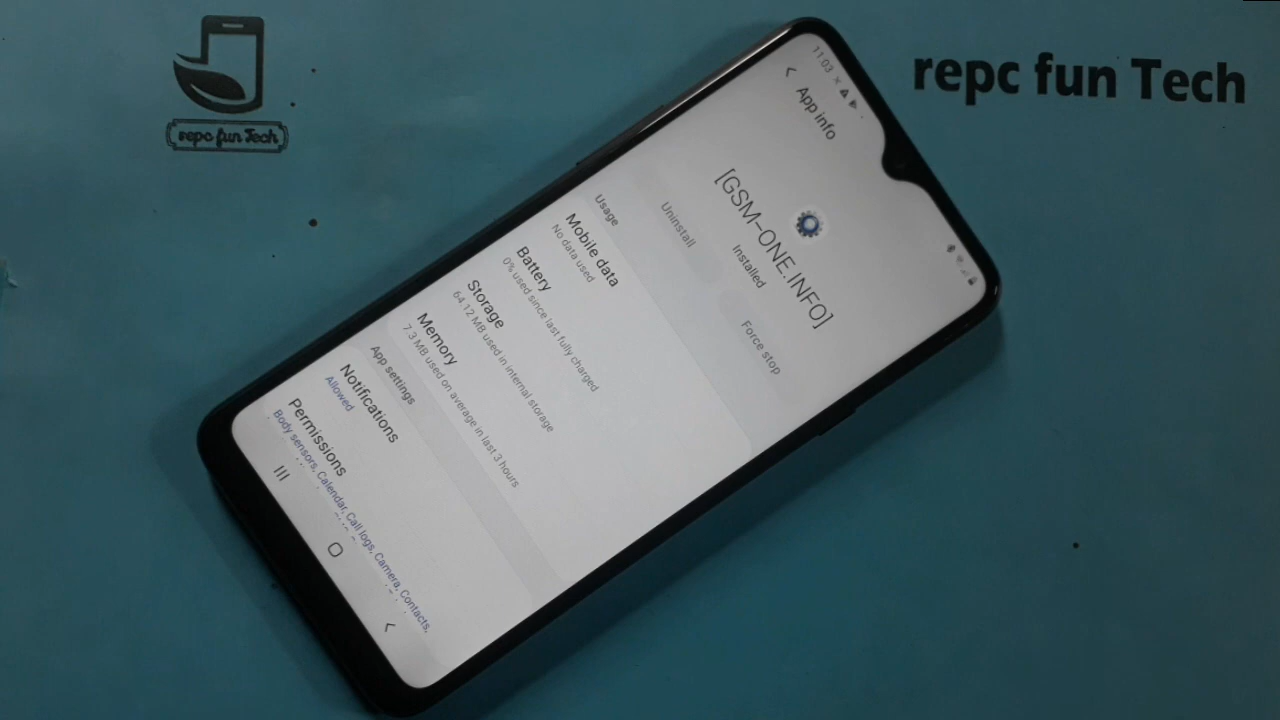 repc fun Tech
repc fun Tech
11:03
App info
[GSM-ONE.INFO]
Installed
Uninstall
Force stop
Usage
Mobile data
No data used
Battery
0% used since last fully charged
Storage
64.12 MB used in internal storage
Memory
7.3 MB used on average in last 3 hours
App settings
Notifications
Allowed
Permissions
Body sensors, Calendar, Call logs, Camera, Contacts,